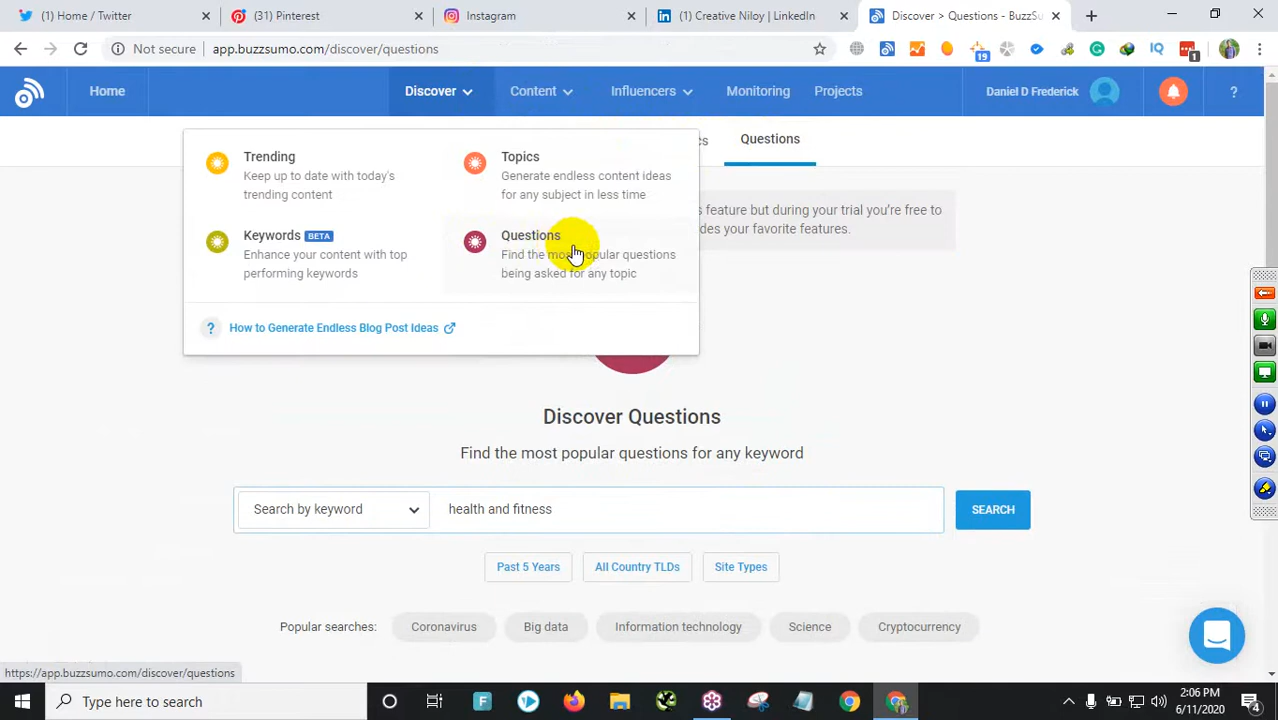 (1) Home / Twitter
(31) Pinterest
Instagram
(1) Creative Niloy | LinkedIn
Discover > Questions - BuzzSu
Not secure
app.buzzsumo.com/discover/questions
19
1
Home
Discover
Content
Influencers
Monitoring
Projects
Daniel D Frederick
?
Questions
Trending
Keep up to date with today's
trending content
Topics
Generate endless content ideas
for any subject in less time
Keywords BETA
Enhance your content with top
performing keywords
Questions
Find the most popular questions
being asked for any topic
? How to Generate Endless Blog Post Ideas
s feature but during your trial you're free to
des your favorite features.
Discover Questions
Find the most popular questions for any keyword
Search by keyword
health and fitness
SEARCH
Past 5 Years
All Country TLDs
Site Types
Popular searches:
Coronavirus
Big data
Information technology
Science
Cryptocurrency
https://app.buzzsumo.com/discover/questions
Type here to search
2:06 PM
6/11/2020
4